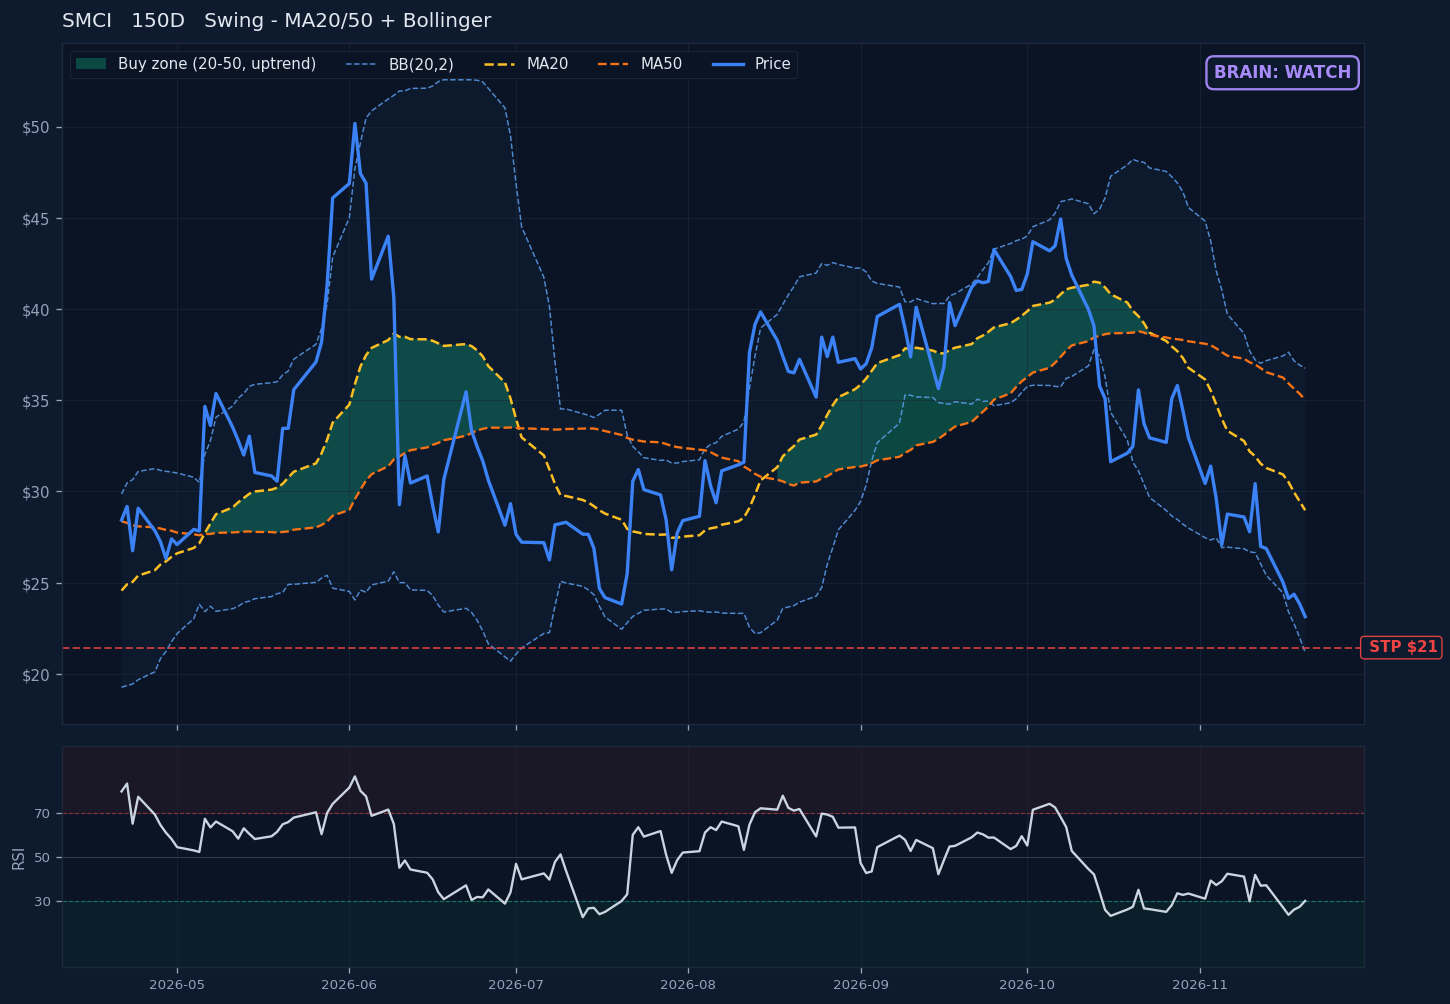 SMCI   150D   Swing - MA20/50 + Bollinger
Buy zone (20-50, uptrend)   BB(20,2)   MA20   MA50   Price
BRAIN: WATCH
$50
$45
$40
$35
$30
$25
$20
STP $21
RSI
70
50
30
2026-05   2026-06   2026-07   2026-08   2026-09   2026-10   2026-11